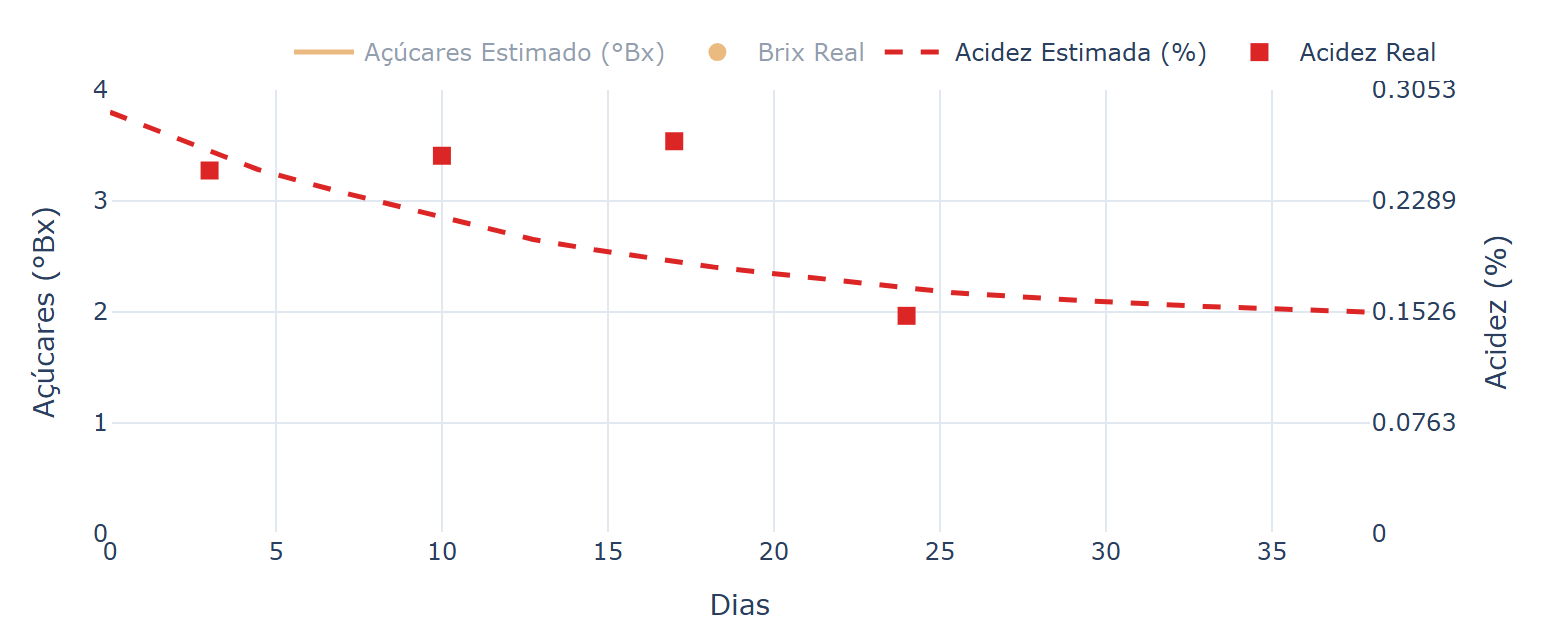 Açúcares Estimado (°Bx) Brix Real Acidez Estimada (%) Acidez Real
4 0.3053
3 0.2289
2 0.1526
1 0.0763
0 0
Açúcares (°Bx)
Acidez (%)
0 5 10 15 20 25 30 35
Dias